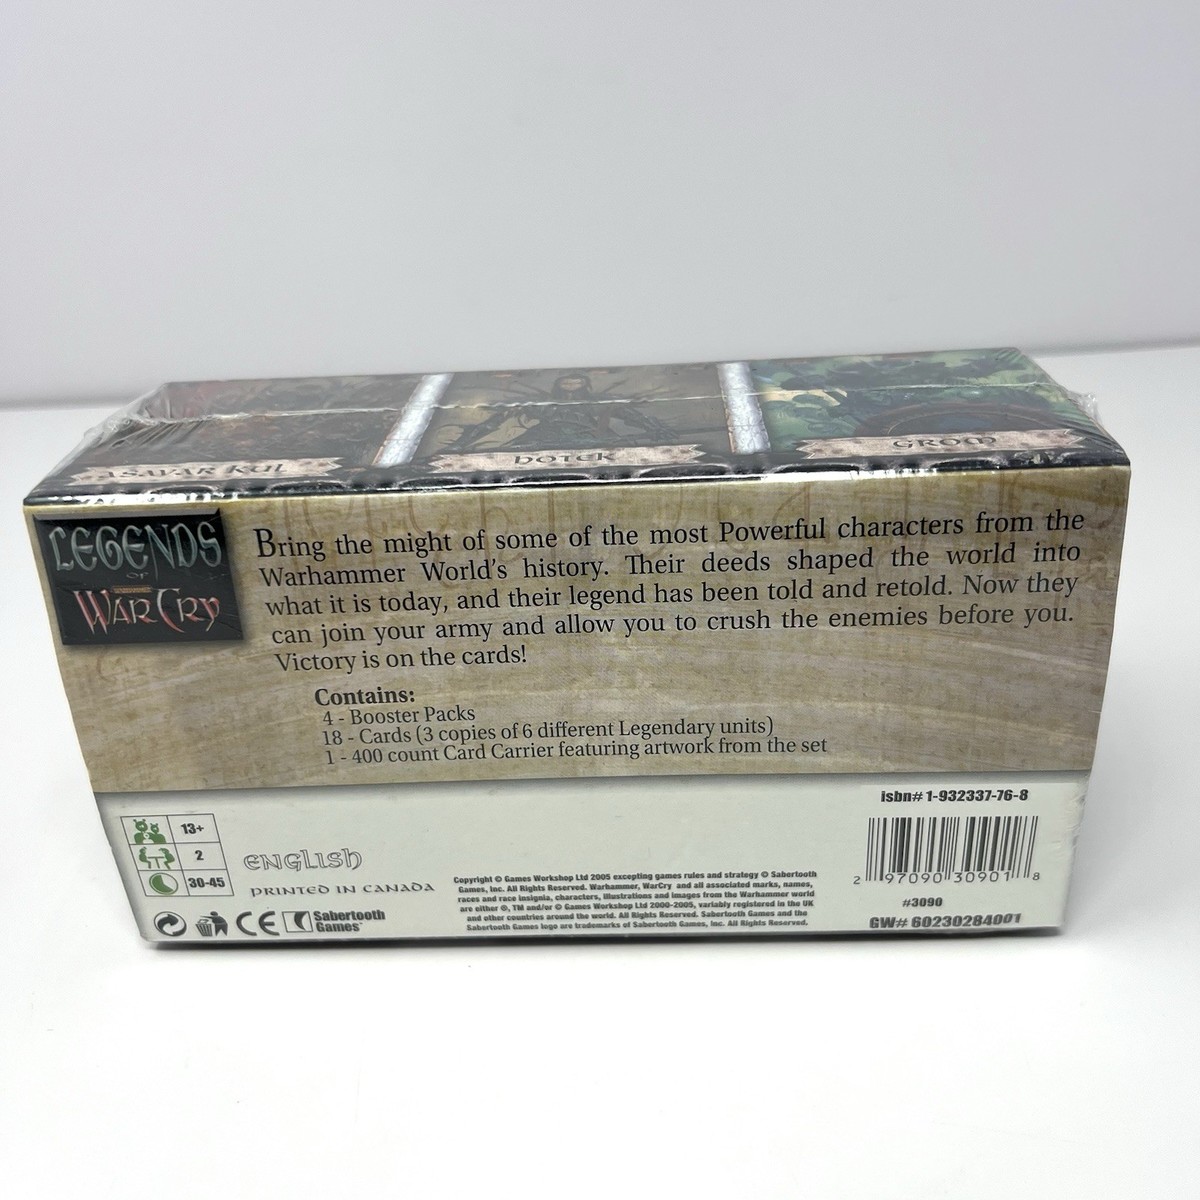 ASAVAR KUL
HOTEK
GROM
LEGENDS
OF
WARCRY
Bring the might of some of the most Powerful characters from the
Warhammer World's history. Their deeds shaped the world into
what it is today, and their legend has been told and retold. Now they
can join your army and allow you to crush the enemies before you.
Victory is on the cards!
Contains:
4 - Booster Packs
18 - Cards (3 copies of 6 different Legendary units)
1 - 400 count Card Carrier featuring artwork from the set
isbn# 1-932337-76-8
13+
2
30-45
ENGLISH
PRINTED IN CANADA
CE
Sabertooth
Games
Copyright © Games Workshop Ltd 2005 excepting games rules and strategy © Sabertooth
Games, Inc. All Rights Reserved. Warhammer, WarCry and all associated marks, names,
races and race insignia, characters, illustrations and images from the Warhammer world
are either ®, TM and/or © Games Workshop Ltd 2000-2005, variably registered in the UK
and other countries around the world. All Rights Reserved. Sabertooth Games and the
Sabertooth Games logo are trademarks of Sabertooth Games, Inc. All Rights Reserved.
2 97090 30901 8
#3090
GW# 60230284001